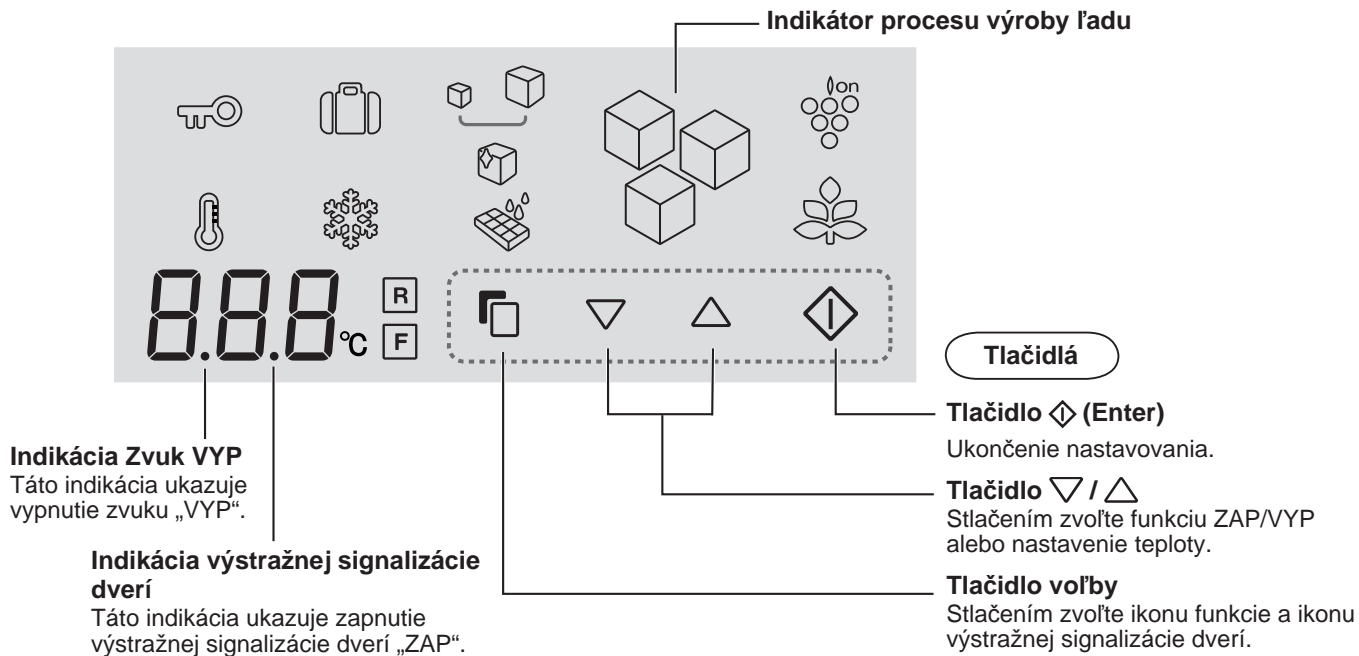 Indikátor procesu výroby ľadu
on
8.8.8 °C
R
F
Tlačidlá
Tlačidlo (Enter)
Ukončenie nastavovania.
Tlačidlo ▽ / △
Stlačením zvoľte funkciu ZAP/VYP
alebo nastavenie teploty.
Tlačidlo voľby
Stlačením zvoľte ikonu funkcie a ikonu
výstražnej signalizácie dverí.
Indikácia Zvuk VYP
Táto indikácia ukazuje
vypnutie zvuku „VYP“.
Indikácia výstražnej signalizácie
dverí
Táto indikácia ukazuje zapnutie
výstražnej signalizácie dverí „ZAP“.